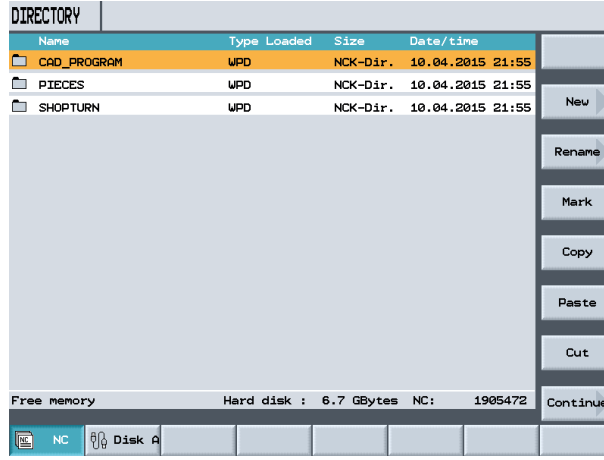 DIRECTORY
Name Type Loaded Size Date/time
CAD_PROGRAM WPD NCK-Dir. 10.04.2015 21:55
PIECES WPD NCK-Dir. 10.04.2015 21:55
SHOPTURN WPD NCK-Dir. 10.04.2015 21:55
New
Rename
Mark
Copy
Paste
Cut
Continue
Free memory Hard disk : 6.7 GBytes NC: 1905472
NC NC Disk A